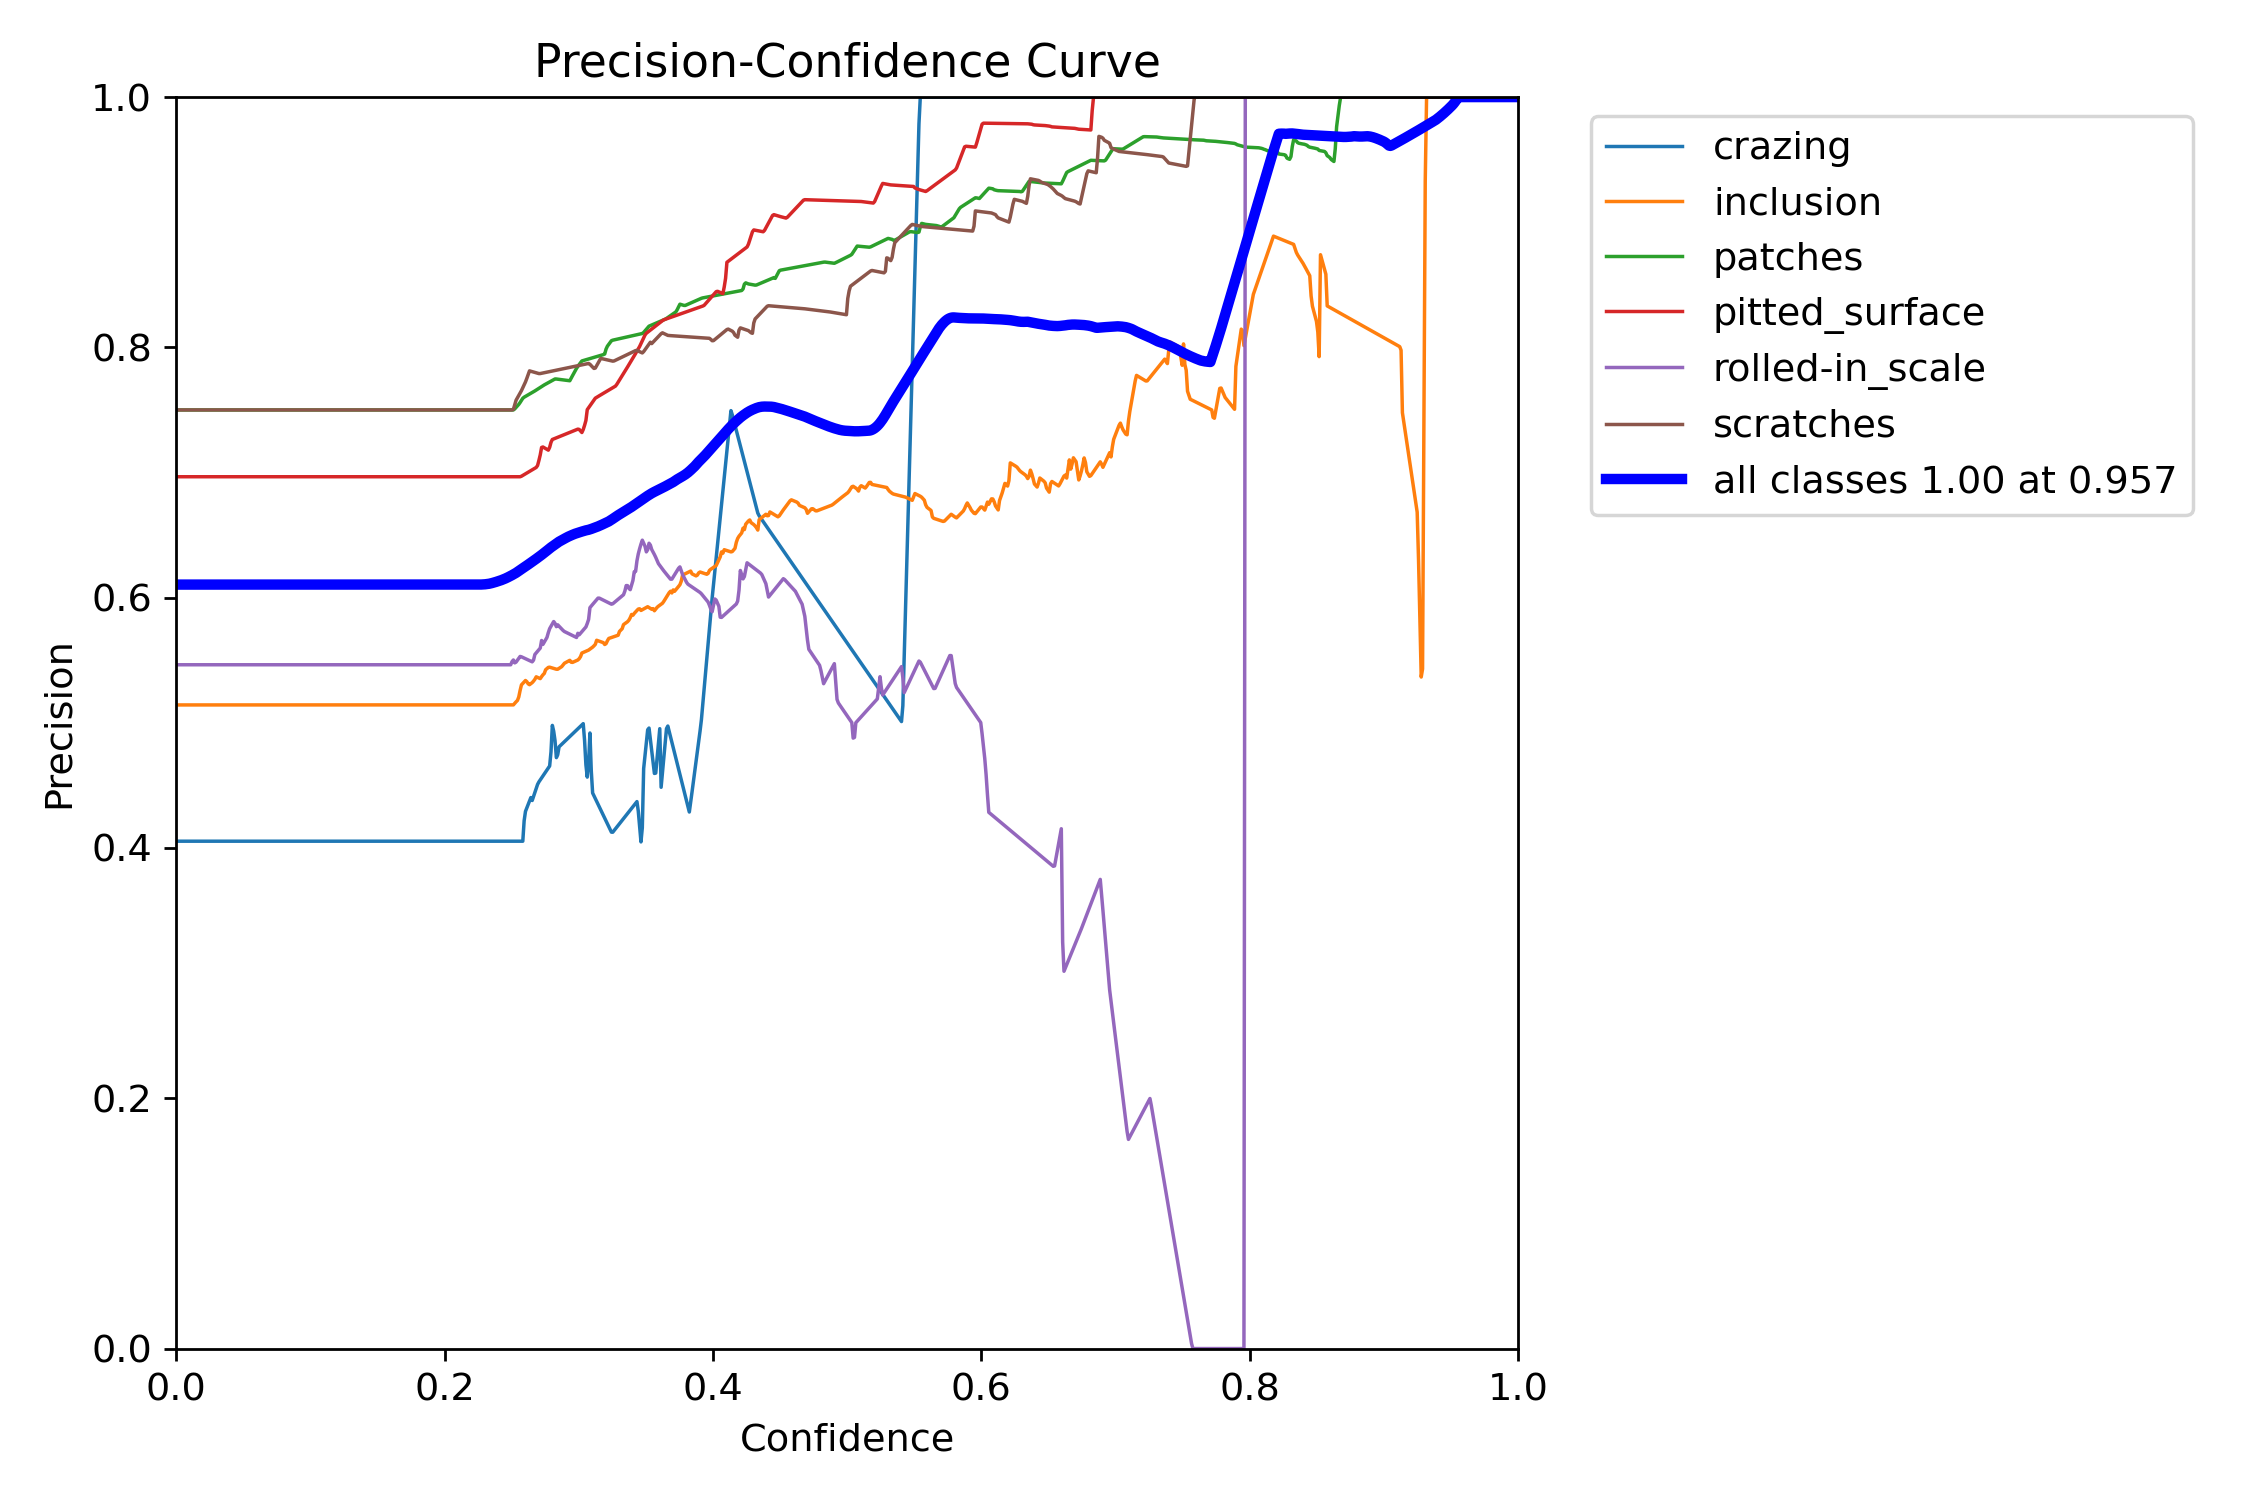 Precision-Confidence Curve
1.0
0.8
0.6
0.4
0.2
0.0
Precision
0.0 0.2 0.4 0.6 0.8 1.0
Confidence
crazing
inclusion
patches
pitted_surface
rolled-in_scale
scratches
all classes 1.00 at 0.957